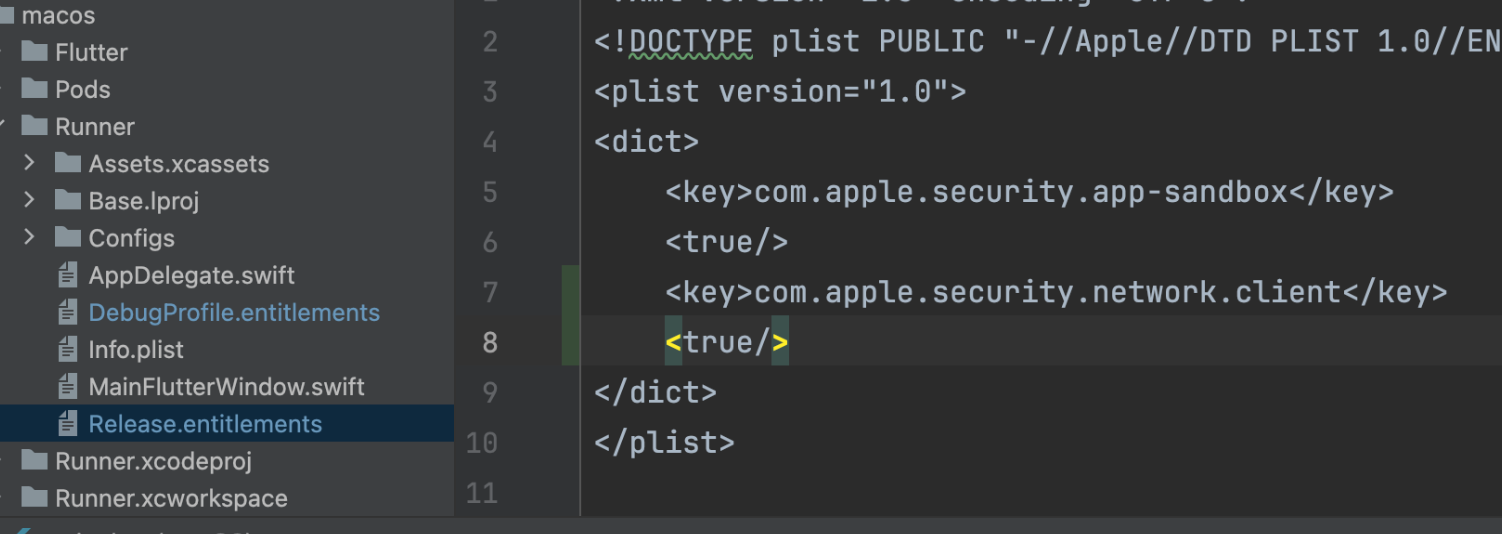 macos
Flutter
Pods
Runner
Assets.xcassets
Base.lproj
Configs
AppDelegate.swift
DebugProfile.entitlements
Info.plist
MainFlutterWindow.swift
Release.entitlements
Runner.xcodeproj
Runner.xcworkspace
2 <!DOCTYPE plist PUBLIC "-//Apple//DTD PLIST 1.0//EN
3 <plist version="1.0">
4 <dict>
5 <key>com.apple.security.app-sandbox</key>
6 <true/>
7 <key>com.apple.security.network.client</key>
8 <true/>
9 </dict>
10 </plist>
11